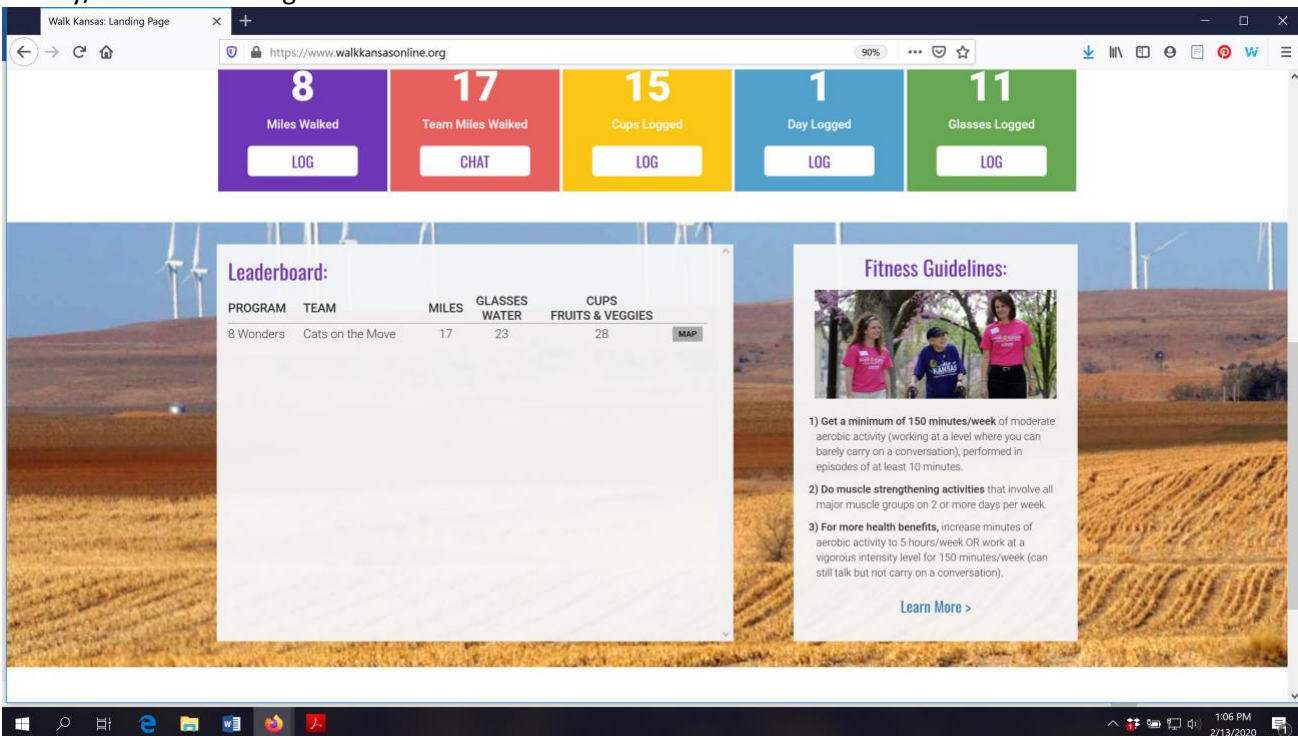 Walk Kansas: Landing Page
https://www.walkkansasonline.org
90%
8
17
15
1
11
Miles Walked
Team Miles Walked
Cups Logged
Day Logged
Glasses Logged
LOG
CHAT
LOG
LOG
LOG
Leaderboard:
PROGRAM TEAM MILES GLASSES WATER CUPS FRUITS & VEGGIES
8 Wonders Cats on the Move 17 23 28 MAP
Fitness Guidelines:
KANSAS
1) Get a minimum of 150 minutes/week of moderate
aerobic activity (working at a level where you can
barely carry on a conversation), performed in
episodes of at least 10 minutes.
2) Do muscle strengthening activities that involve all
major muscle groups on 2 or more days per week.
3) For more health benefits, increase minutes of
aerobic activity to 5 hours/week OR work at a
vigorous intensity level for 150 minutes/week (can
still talk but not carry on a conversation).
Learn More >
1:06 PM
2/13/2020